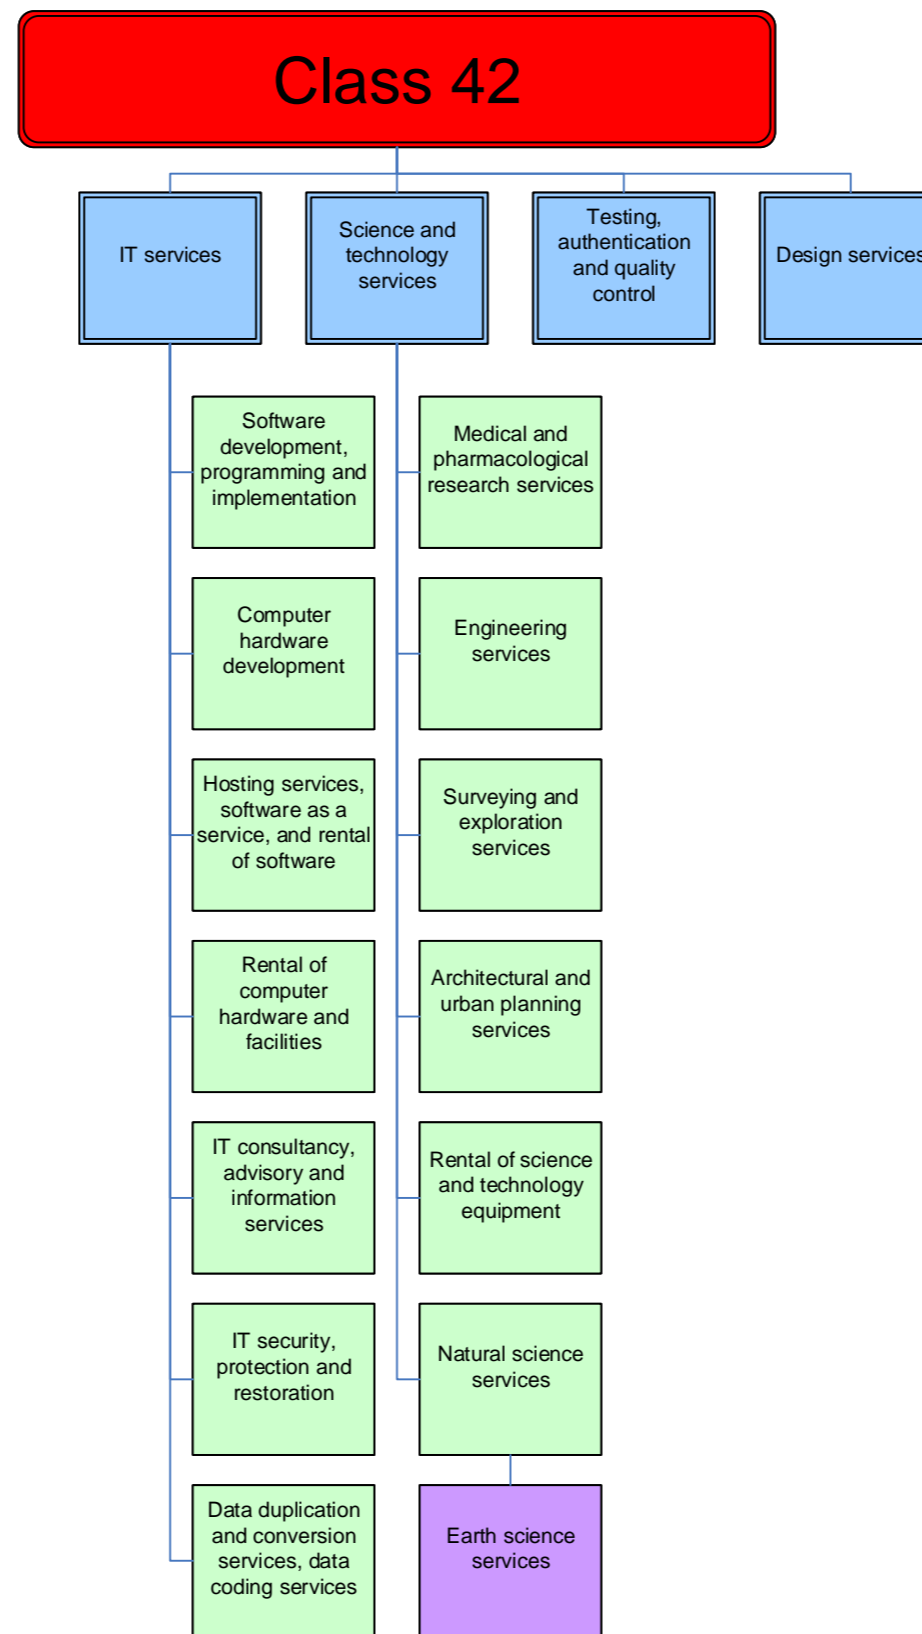 Class 42
IT services
Science and
technology
services
Testing,
authentication
and quality
control
Design services
Software
development,
programming and
implementation
Computer
hardware
development
Hosting services,
software as a
service, and rental
of software
Rental of
computer
hardware and
facilities
IT consultancy,
advisory and
information
services
IT security,
protection and
restoration
Data duplication
and conversion
services, data
coding services
Medical and
pharmacological
research services
Engineering
services
Surveying and
exploration
services
Architectural and
urban planning
services
Rental of science
and technology
equipment
Natural science
services
Earth science
services